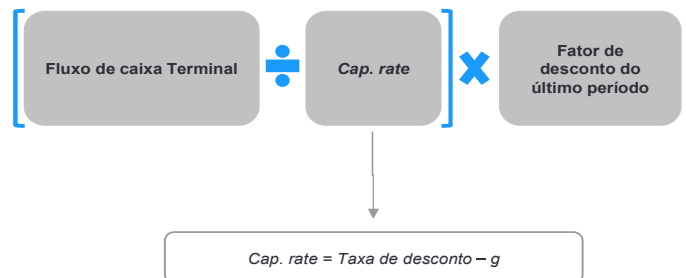 Fluxo de caixa Terminal
÷
Cap. rate
×
Fator de
desconto do
último período
Cap. rate = Taxa de desconto – g